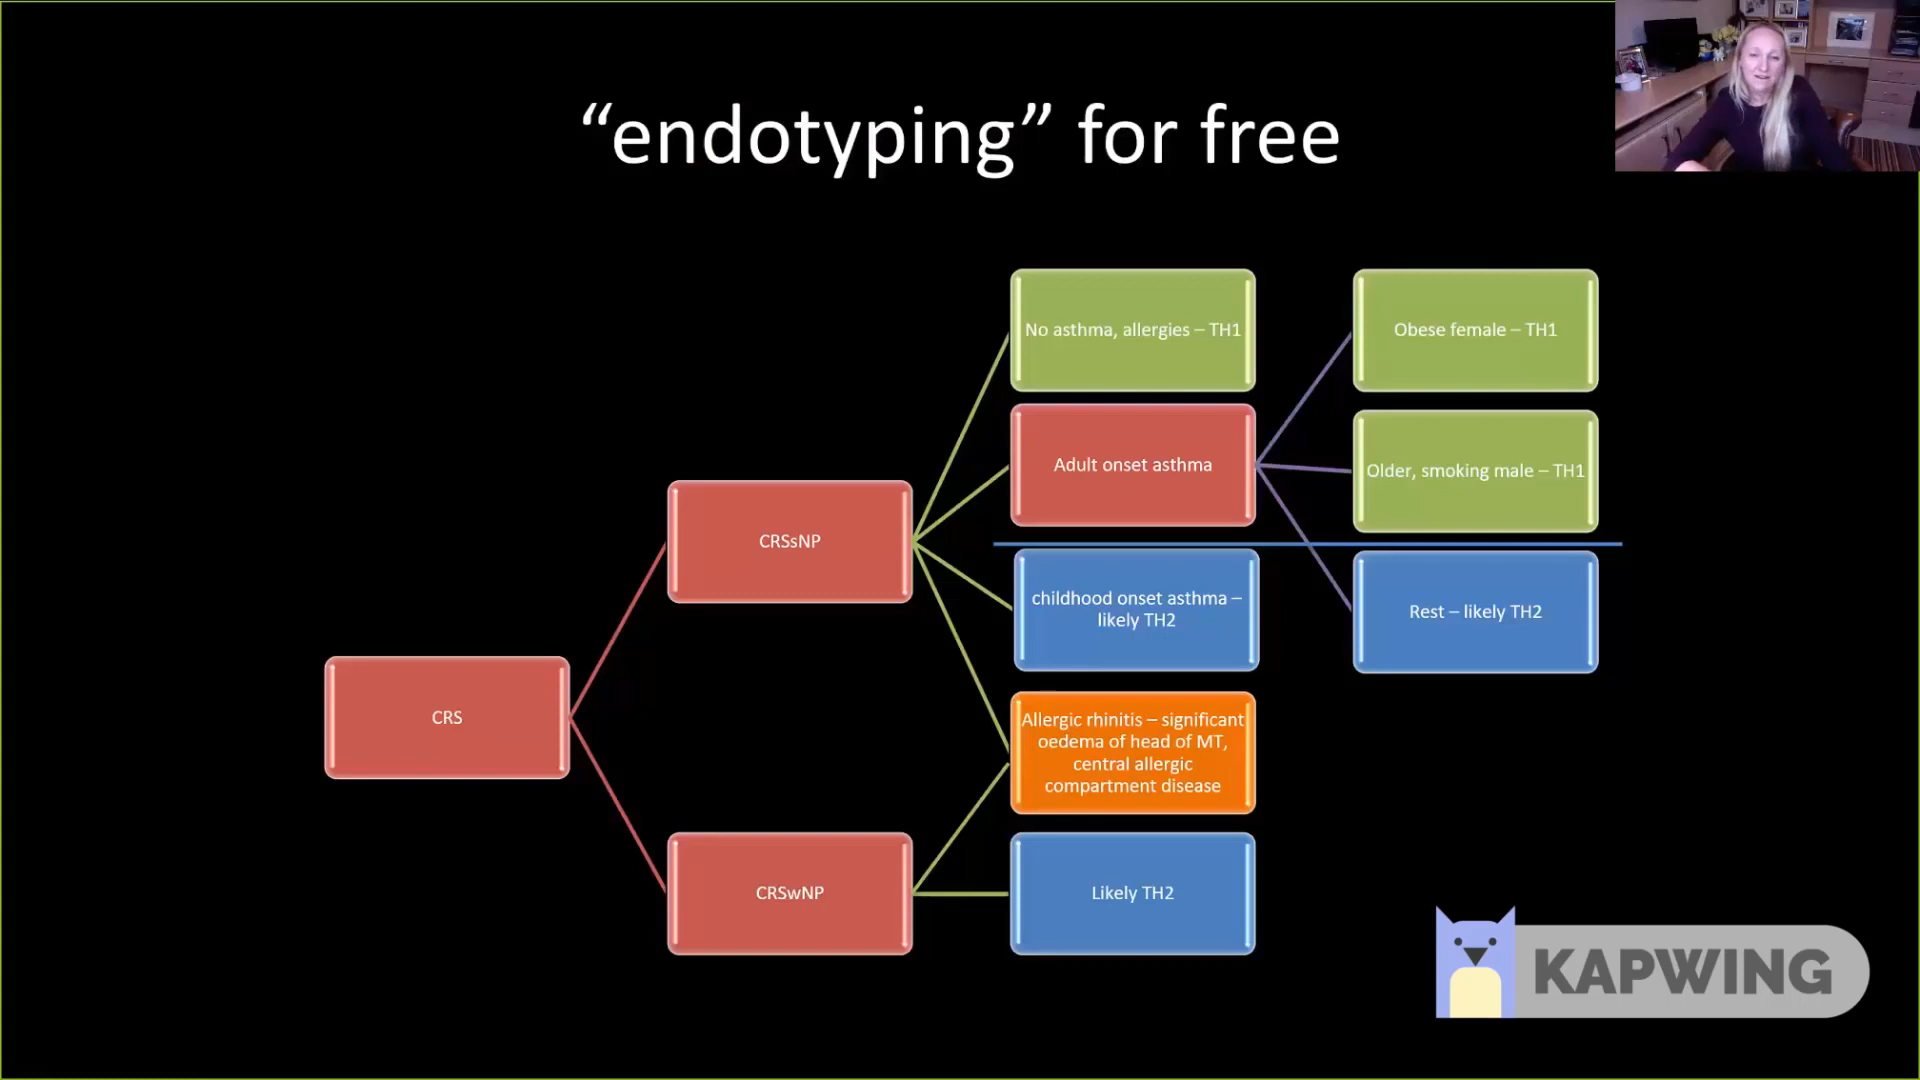 “endotyping” for free
No asthma, allergies – TH1
Obese female – TH1
Adult onset asthma
Older, smoking male – TH1
CRSsNP
childhood onset asthma –
likely TH2
Rest – likely TH2
CRS
Allergic rhinitis – significant
oedema of head of MT,
central allergic
compartment disease
CRSwNP
Likely TH2
KAPWING